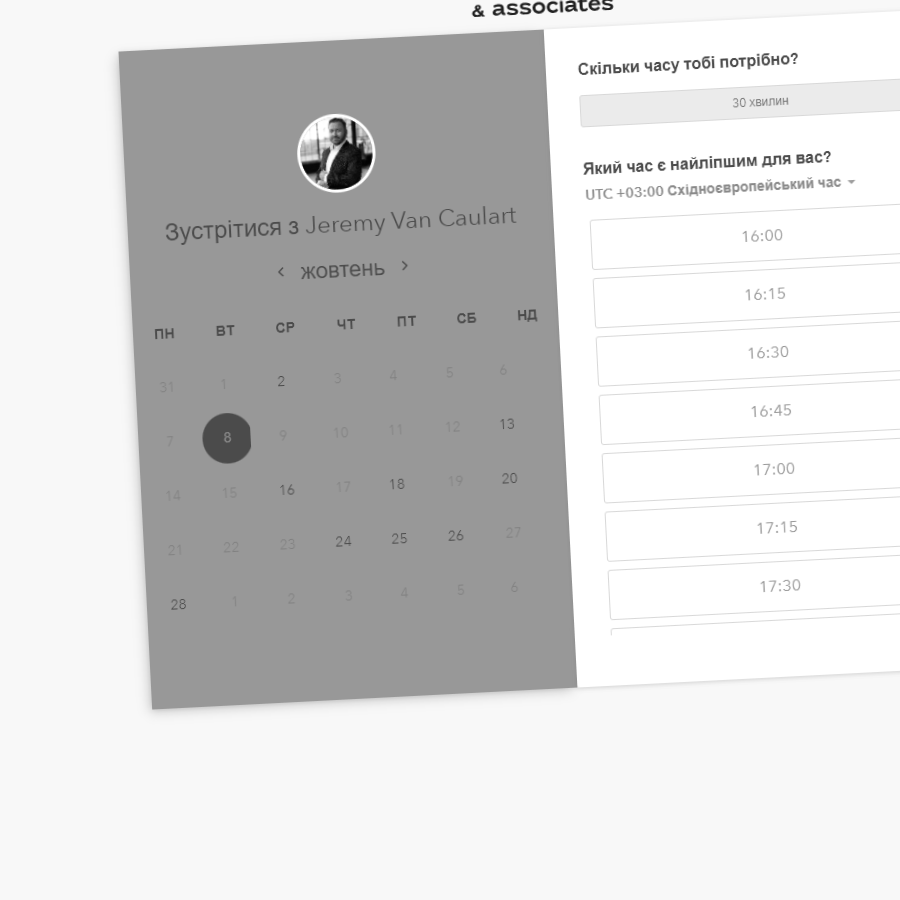 & associates
Зустрітися з Jeremy Van Caulart
‹ жовтень ›
ПН ВТ СР ЧТ ПТ СБ НД
31 1 2 3 4 5 6
7 8 9 10 11 12 13
14 15 16 17 18 19 20
21 22 23 24 25 26 27
28 1 2 3 4 5 6
Скільки часу тобі потрібно?
30 хвилин
Який час є найліпшим для вас?
UTC +03:00 Східноєвропейський час
16:00
16:15
16:30
16:45
17:00
17:15
17:30